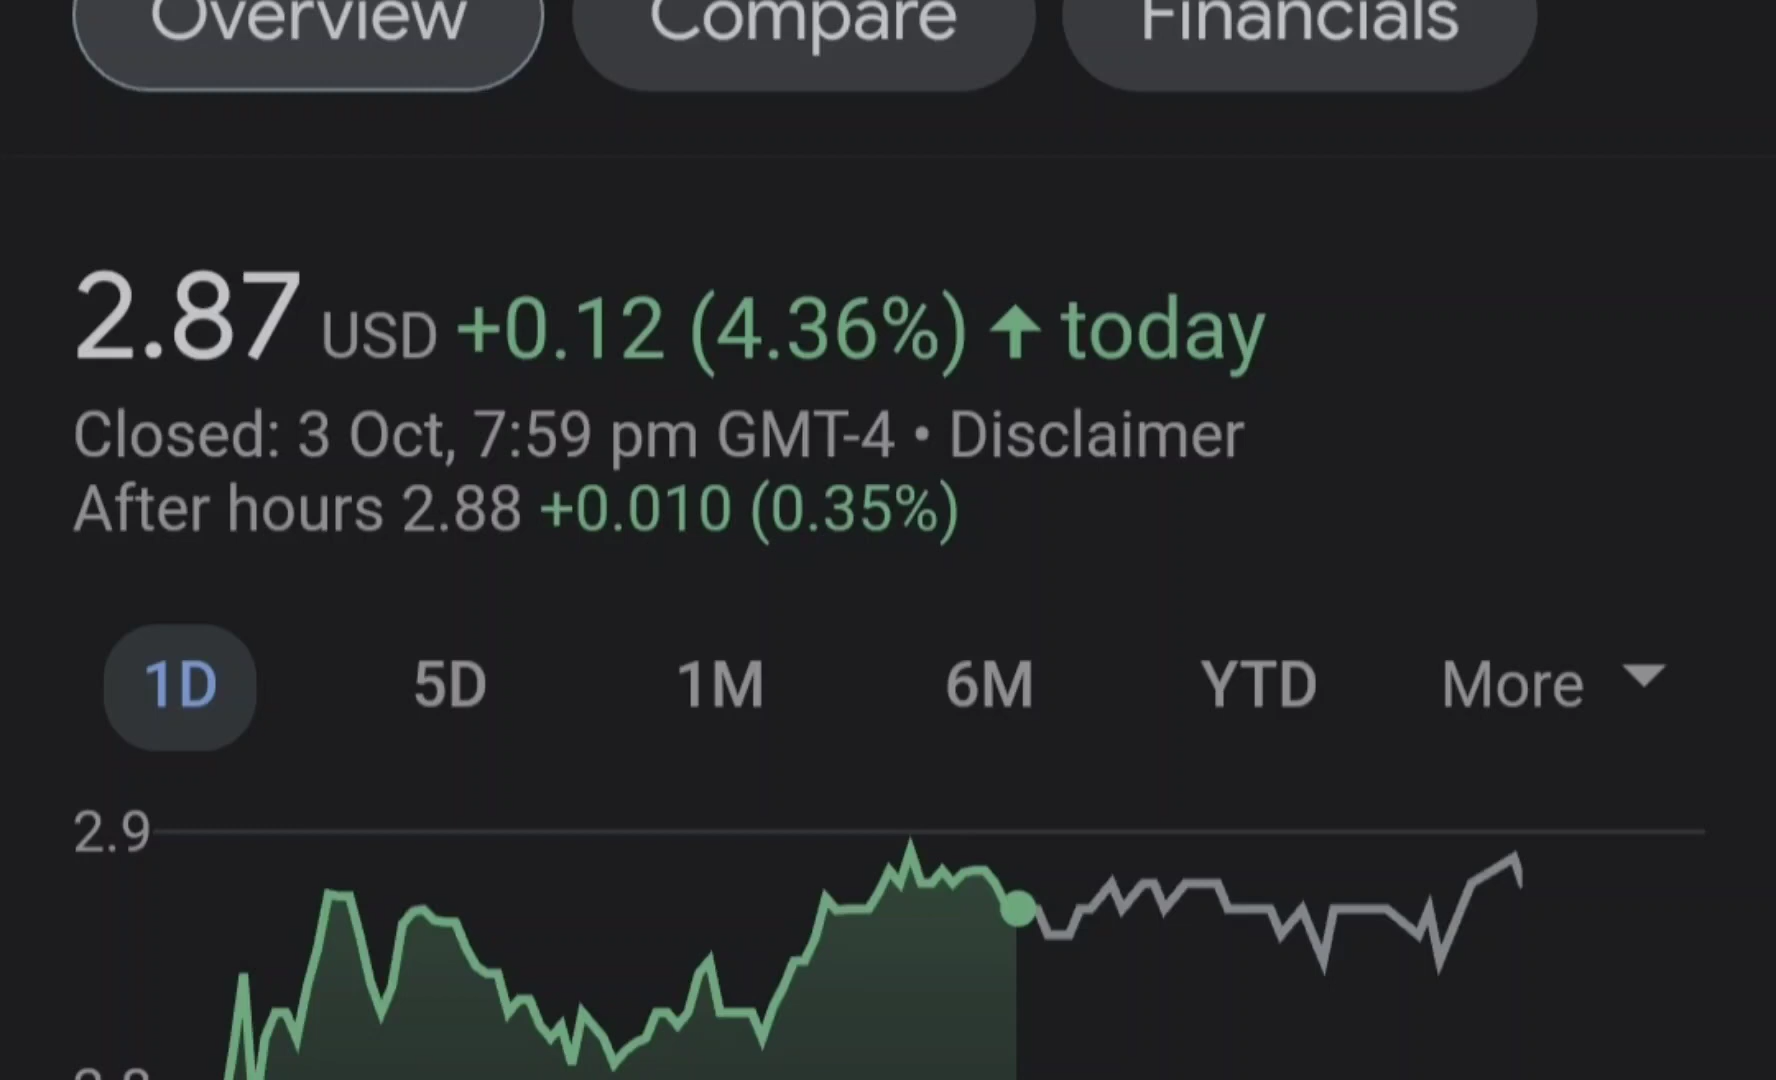 Overview Compare Financials
2.87 USD +0.12 (4.36%) ↑ today
Closed: 3 Oct, 7:59 pm GMT-4 • Disclaimer
After hours 2.88 +0.010 (0.35%)
1D 5D 1M 6M YTD More
2.9